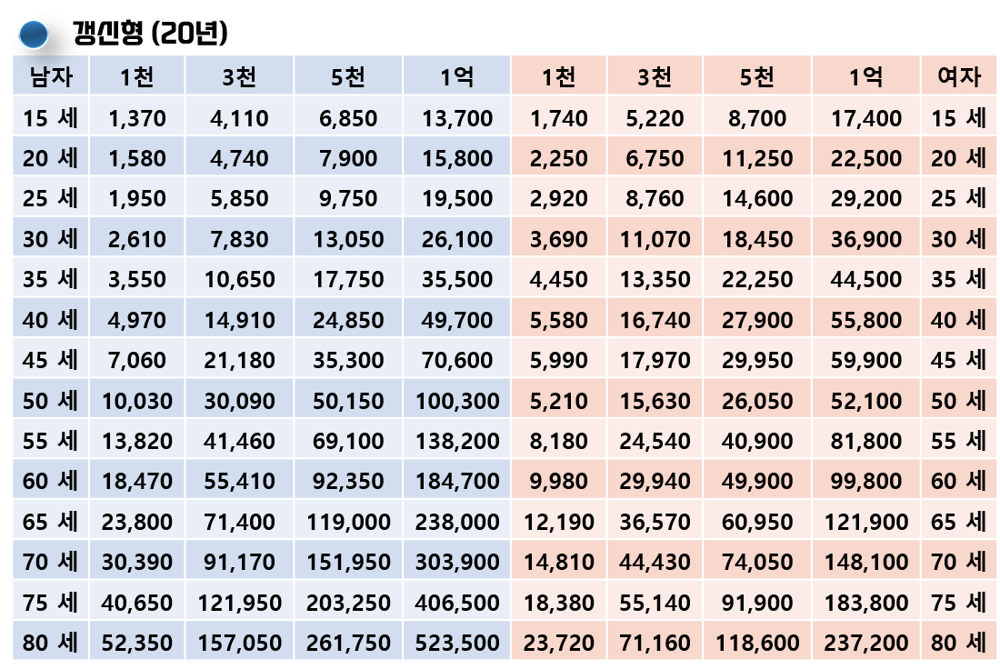 갱신형 (20년)
남자 1천 3천 5천 1억 1천 3천 5천 1억 여자
15 세 1,370 4,110 6,850 13,700 1,740 5,220 8,700 17,400 15 세
20 세 1,580 4,740 7,900 15,800 2,250 6,750 11,250 22,500 20 세
25 세 1,950 5,850 9,750 19,500 2,920 8,760 14,600 29,200 25 세
30 세 2,610 7,830 13,050 26,100 3,690 11,070 18,450 36,900 30 세
35 세 3,550 10,650 17,750 35,500 4,450 13,350 22,250 44,500 35 세
40 세 4,970 14,910 24,850 49,700 5,580 16,740 27,900 55,800 40 세
45 세 7,060 21,180 35,300 70,600 5,990 17,970 29,950 59,900 45 세
50 세 10,030 30,090 50,150 100,300 5,210 15,630 26,050 52,100 50 세
55 세 13,820 41,460 69,100 138,200 8,180 24,540 40,900 81,800 55 세
60 세 18,470 55,410 92,350 184,700 9,980 29,940 49,900 99,800 60 세
65 세 23,800 71,400 119,000 238,000 12,190 36,570 60,950 121,900 65 세
70 세 30,390 91,170 151,950 303,900 14,810 44,430 74,050 148,100 70 세
75 세 40,650 121,950 203,250 406,500 18,380 55,140 91,900 183,800 75 세
80 세 52,350 157,050 261,750 523,500 23,720 71,160 118,600 237,200 80 세